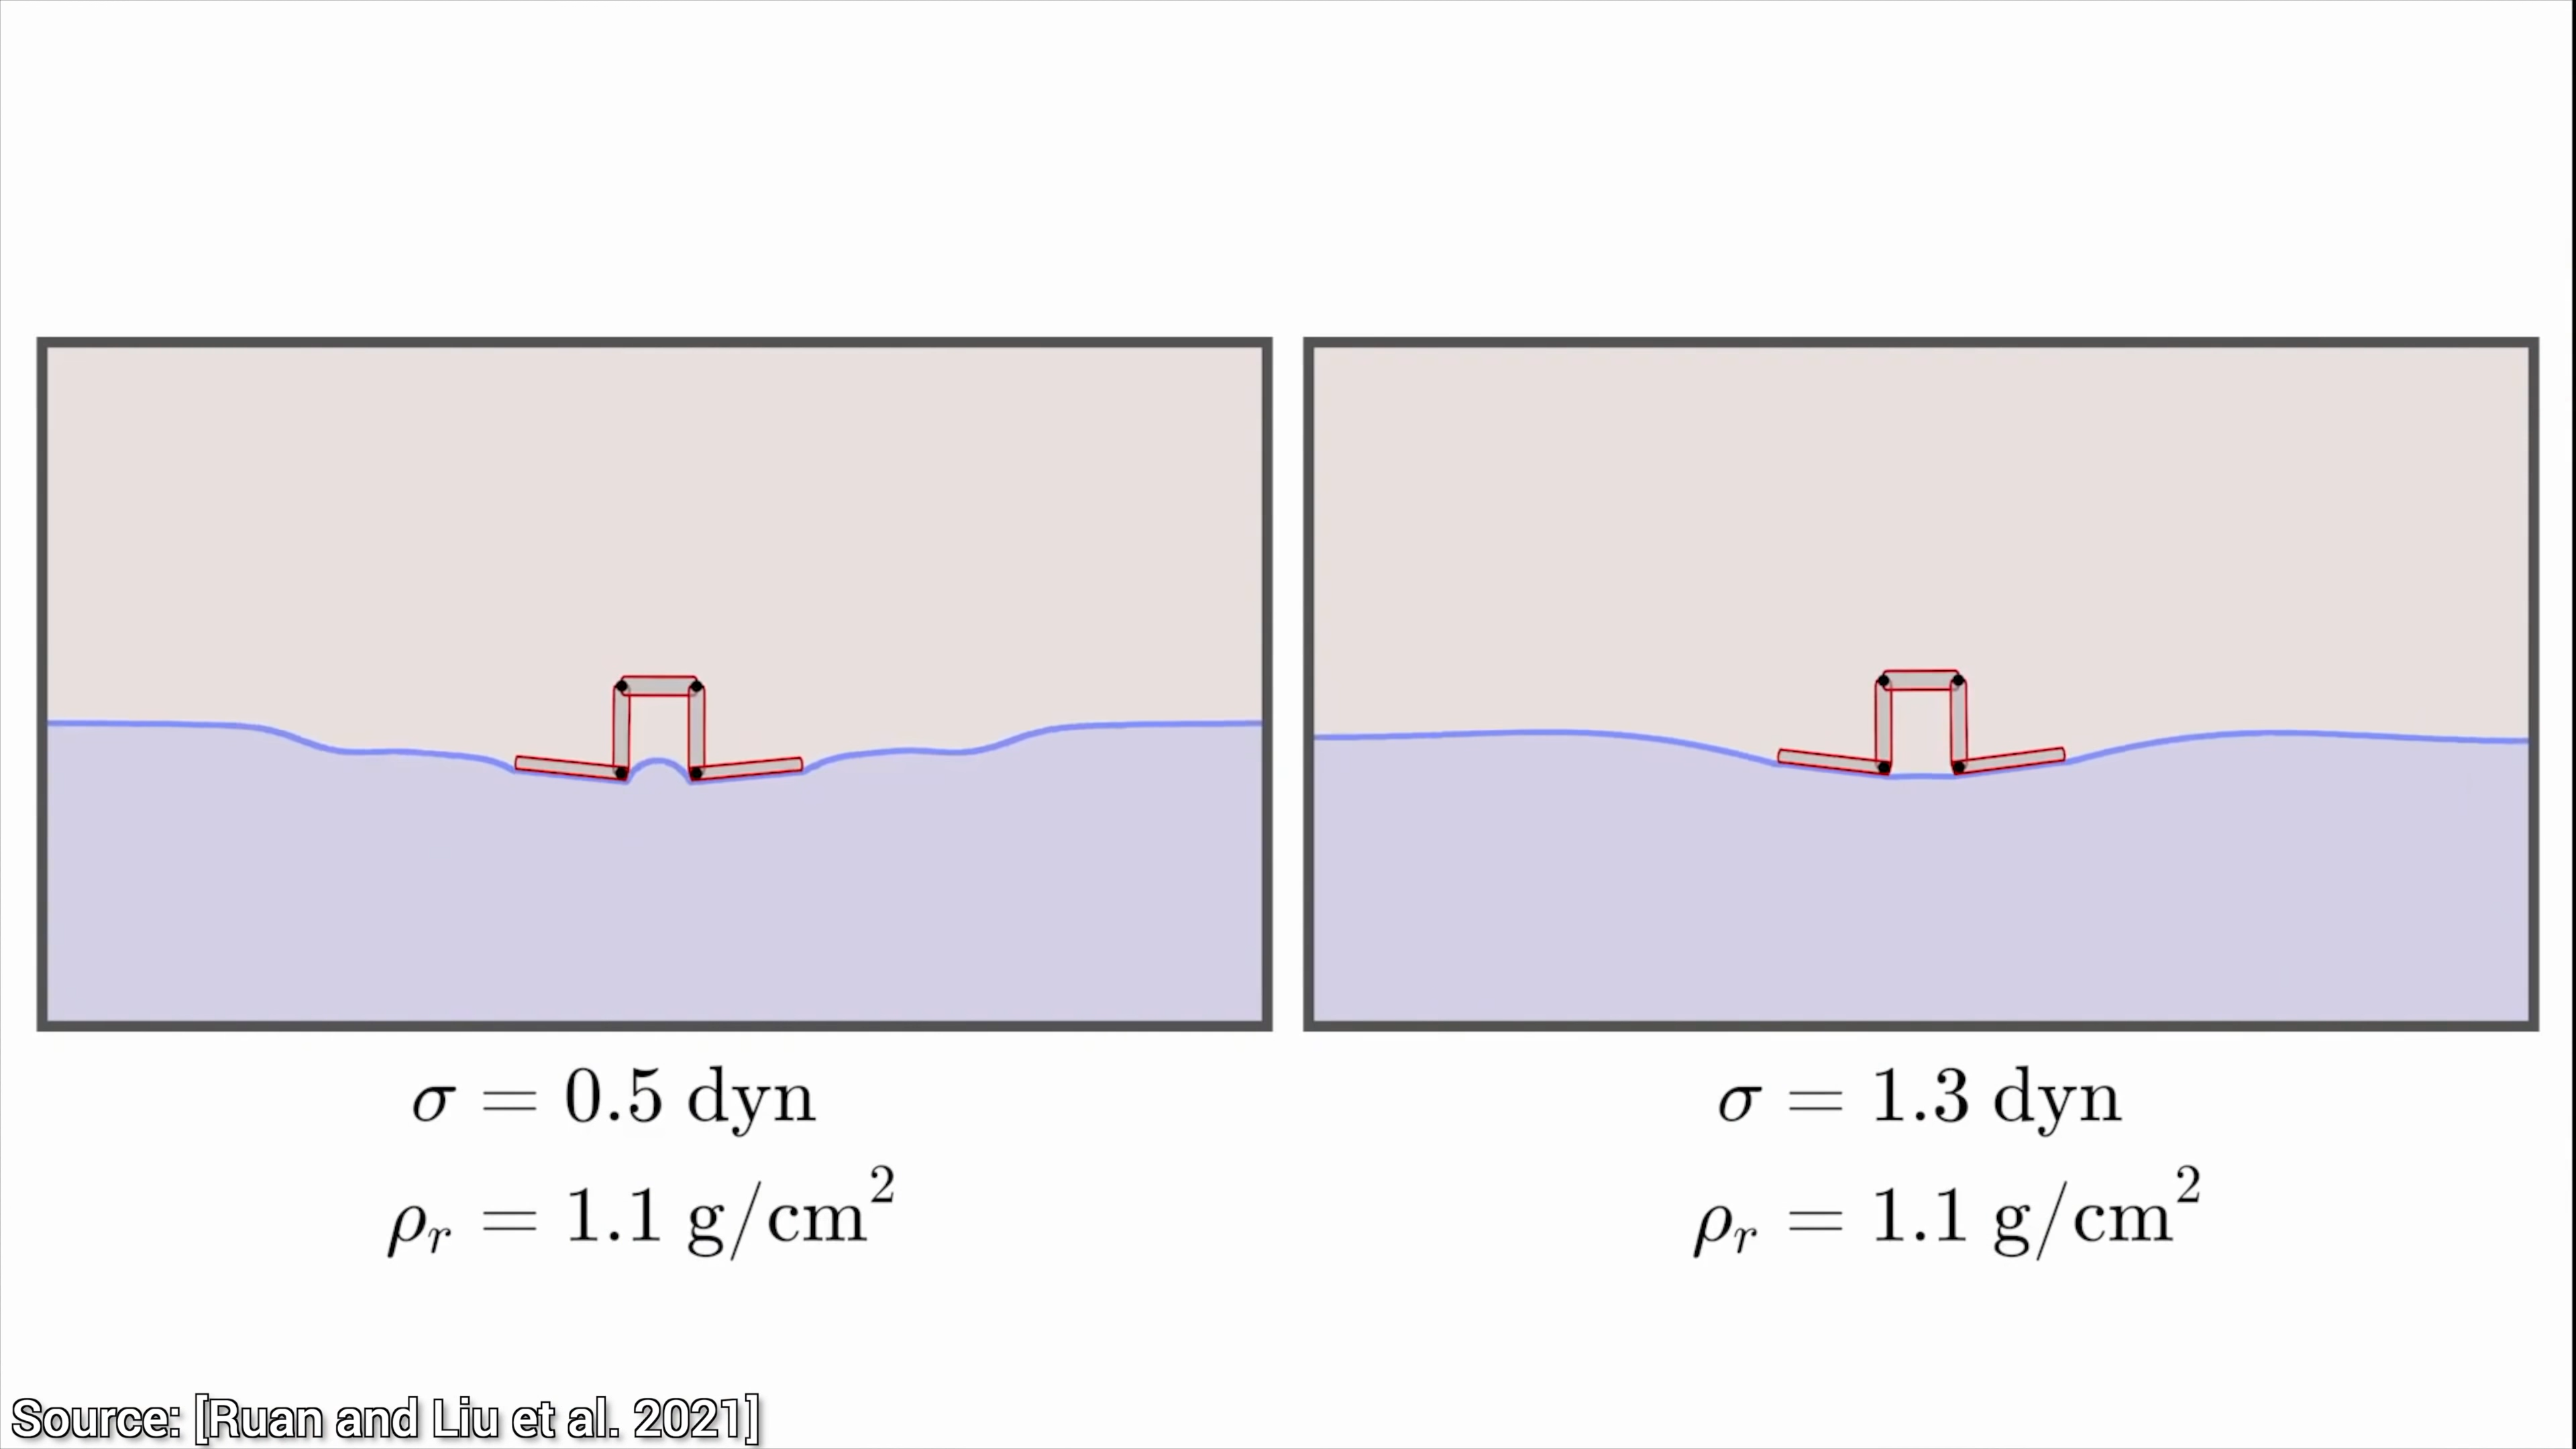 σ = 0.5 dyn
ρᵣ = 1.1 g/cm²
σ = 1.3 dyn
ρᵣ = 1.1 g/cm²
Source: [Ruan and Liu et al. 2021]